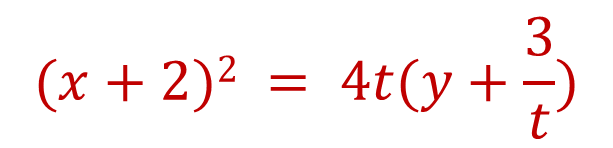 (x + 2)² = 4t(y + 3/t)